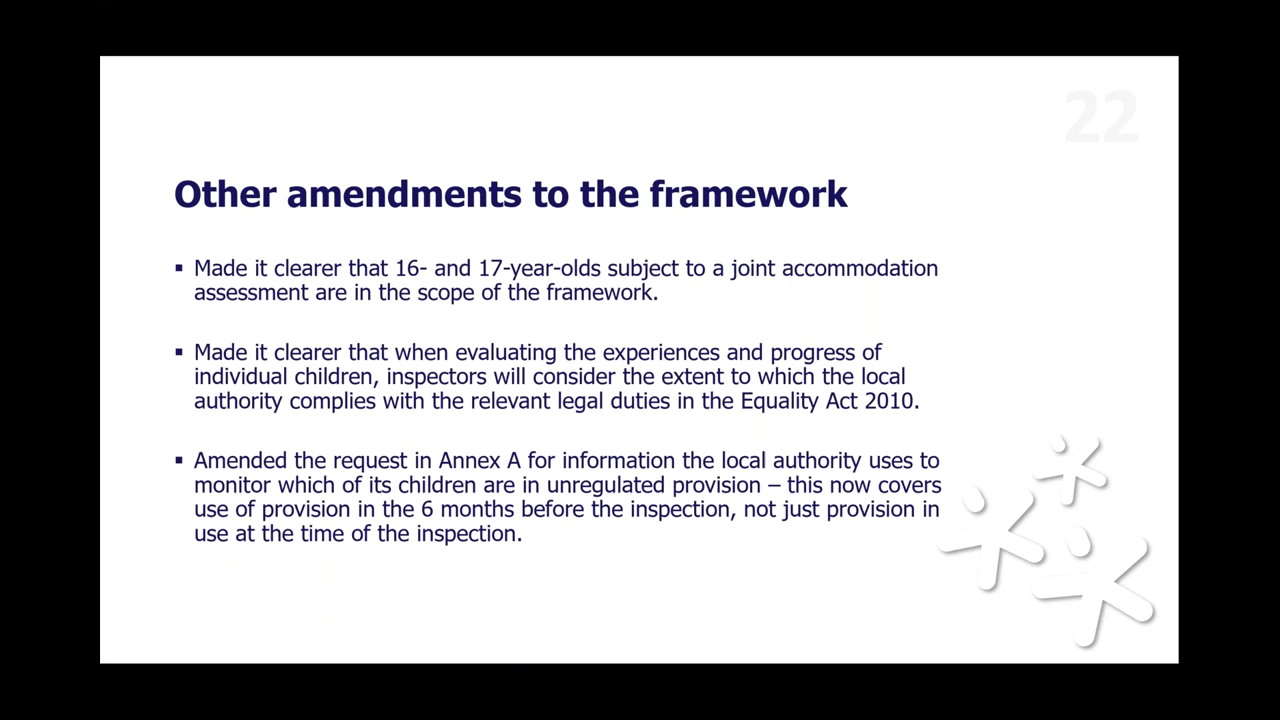 22
Other amendments to the framework
▪ Made it clearer that 16- and 17-year-olds subject to a joint accommodation
assessment are in the scope of the framework.
▪ Made it clearer that when evaluating the experiences and progress of
individual children, inspectors will consider the extent to which the local
authority complies with the relevant legal duties in the Equality Act 2010.
▪ Amended the request in Annex A for information the local authority uses to
monitor which of its children are in unregulated provision – this now covers
use of provision in the 6 months before the inspection, not just provision in
use at the time of the inspection.